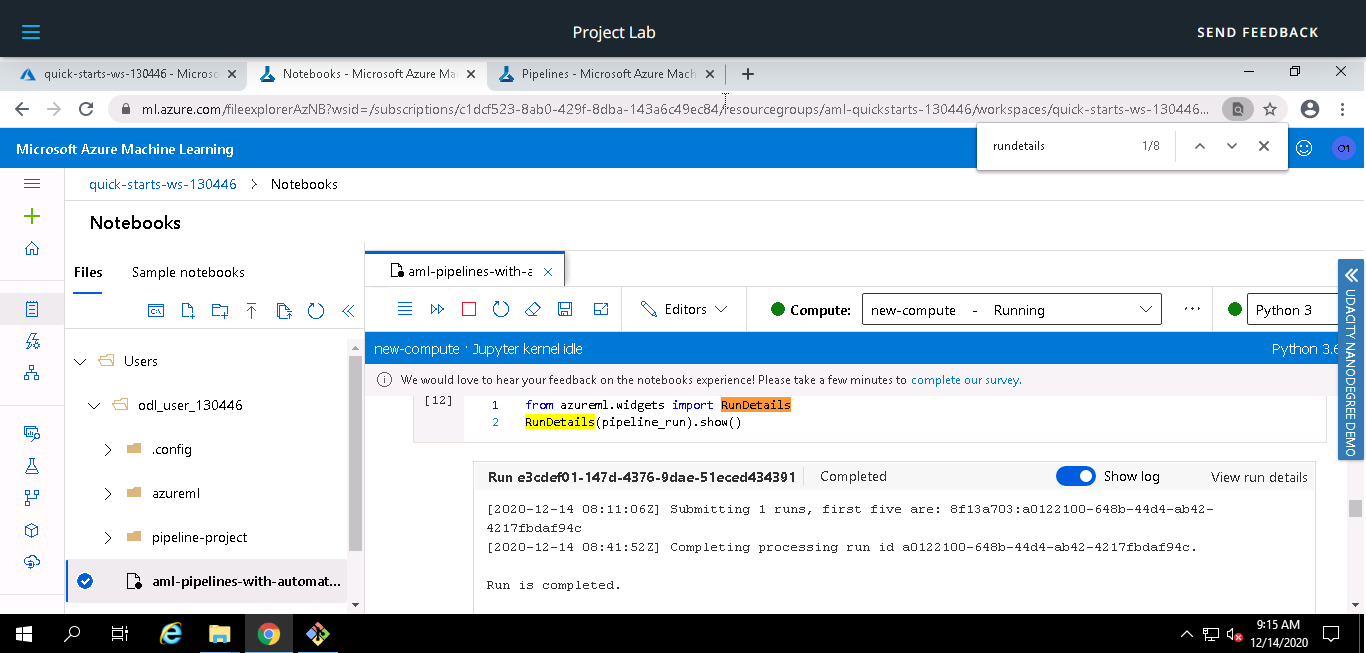 Project Lab
SEND FEEDBACK
quick-starts-ws-130446 - Microso
Notebooks - Microsoft Azure Ma
Pipelines - Microsoft Azure Mach
ml.azure.com/fileexplorerAzNB?wsid=/subscriptions/c1dcf523-8ab0-429f-8dba-143a6c49ec84/resourcegroups/aml-quickstarts-130446/workspaces/quick-starts-ws-130446...
rundetails 1/8
Microsoft Azure Machine Learning
O1
quick-starts-ws-130446 > Notebooks
Notebooks
Files Sample notebooks
aml-pipelines-with-a
Editors
Compute: new-compute - Running
Python 3
new-compute · Jupyter kernel idle
Python 3.6
We would love to hear your feedback on the notebooks experience! Please take a few minutes to complete our survey.
Users
odl_user_130446
.config
azureml
pipeline-project
aml-pipelines-with-automat...
[12]
1 from azureml.widgets import RunDetails
2 RunDetails(pipeline_run).show()
Run e3cdef01-147d-4376-9dae-51eced434391 Completed Show log View run details
[2020-12-14 08:11:06Z] Submitting 1 runs, first five are: 8f13a703:a0122100-648b-44d4-ab42-
4217fbdaf94c
[2020-12-14 08:41:52Z] Completing processing run id a0122100-648b-44d4-ab42-4217fbdaf94c.
Run is completed.
UDACITY NANODEGREE DEMO
9:15 AM
12/14/2020